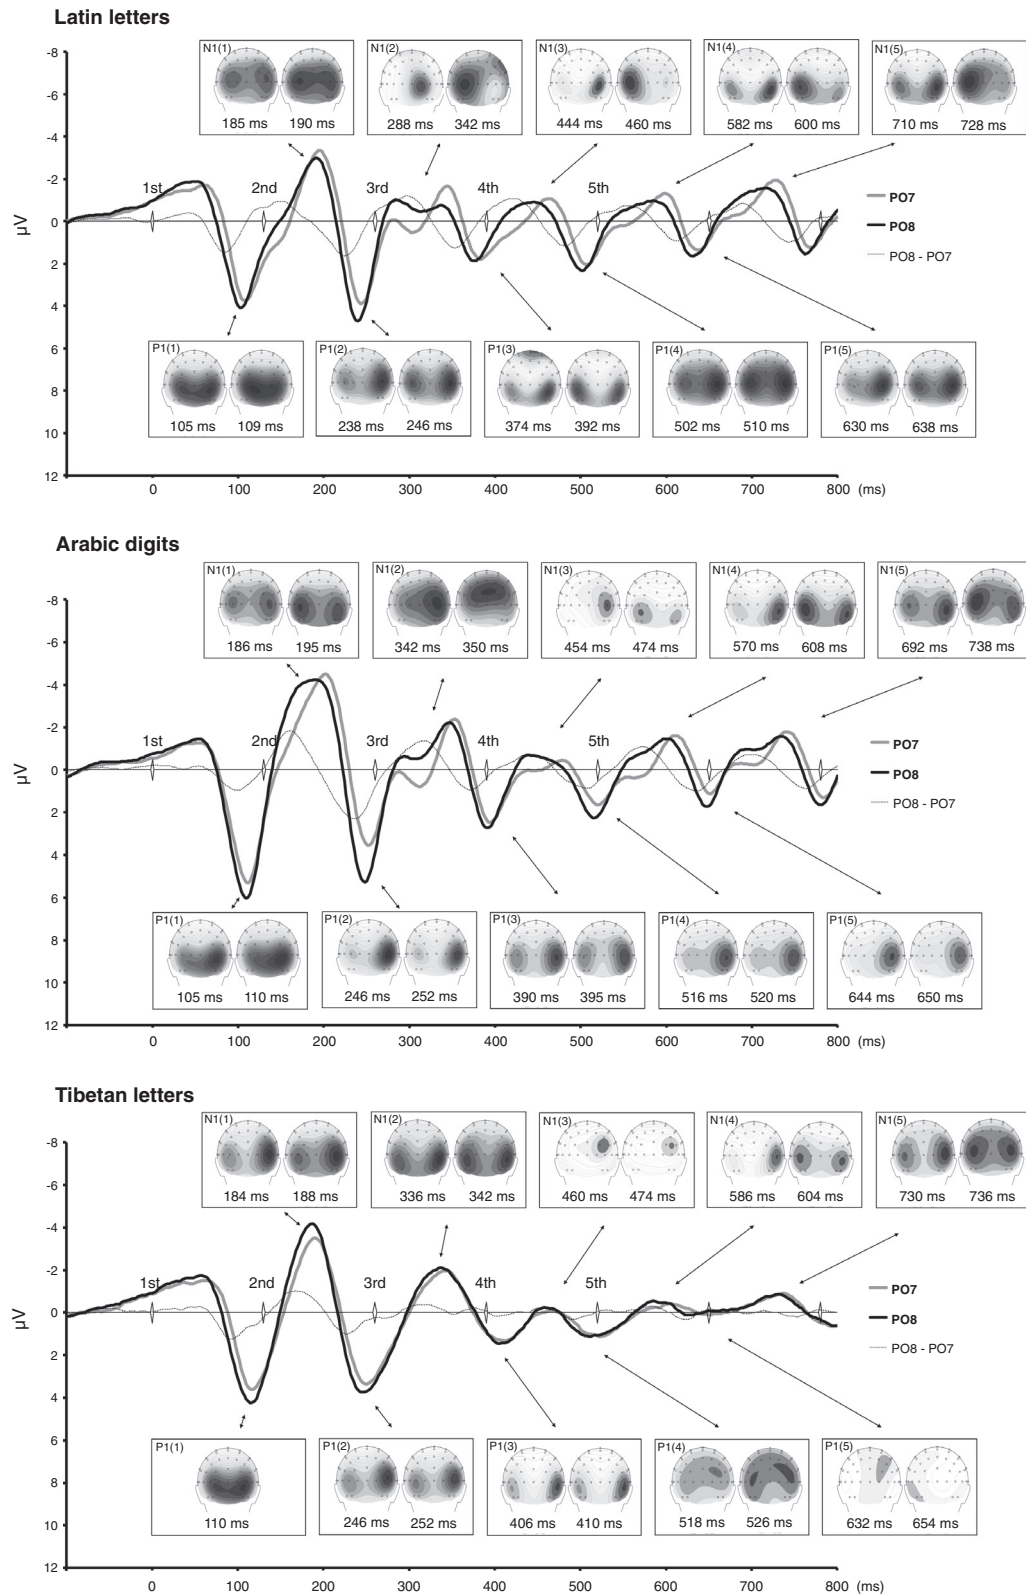 Latin letters
-8
-6
-4
-2
0
2
4
6
8
10
12
μV
N1(1)
185 ms 190 ms
N1(2)
288 ms 342 ms
N1(3)
444 ms 460 ms
N1(4)
582 ms 600 ms
N1(5)
710 ms 728 ms
1st 2nd 3rd 4th 5th
PO7
PO8
PO8 - PO7
P1(1)
105 ms 109 ms
P1(2)
238 ms 246 ms
P1(3)
374 ms 392 ms
P1(4)
502 ms 510 ms
P1(5)
630 ms 638 ms
0 100 200 300 400 500 600 700 800 (ms)
Arabic digits
-8
-6
-4
-2
0
2
4
6
8
10
12
μV
N1(1)
186 ms 195 ms
N1(2)
342 ms 350 ms
N1(3)
454 ms 474 ms
N1(4)
570 ms 608 ms
N1(5)
692 ms 738 ms
1st 2nd 3rd 4th 5th
PO7
PO8
PO8 - PO7
P1(1)
105 ms 110 ms
P1(2)
246 ms 252 ms
P1(3)
390 ms 395 ms
P1(4)
516 ms 520 ms
P1(5)
644 ms 650 ms
0 100 200 300 400 500 600 700 800 (ms)
Tibetan letters
-8
-6
-4
-2
0
2
4
6
8
10
12
μV
N1(1)
184 ms 188 ms
N1(2)
336 ms 342 ms
N1(3)
460 ms 474 ms
N1(4)
586 ms 604 ms
N1(5)
730 ms 736 ms
1st 2nd 3rd 4th 5th
PO7
PO8
PO8 - PO7
P1(1)
110 ms
P1(2)
246 ms 252 ms
P1(3)
406 ms 410 ms
P1(4)
518 ms 526 ms
P1(5)
632 ms 654 ms
0 100 200 300 400 500 600 700 800 (ms)